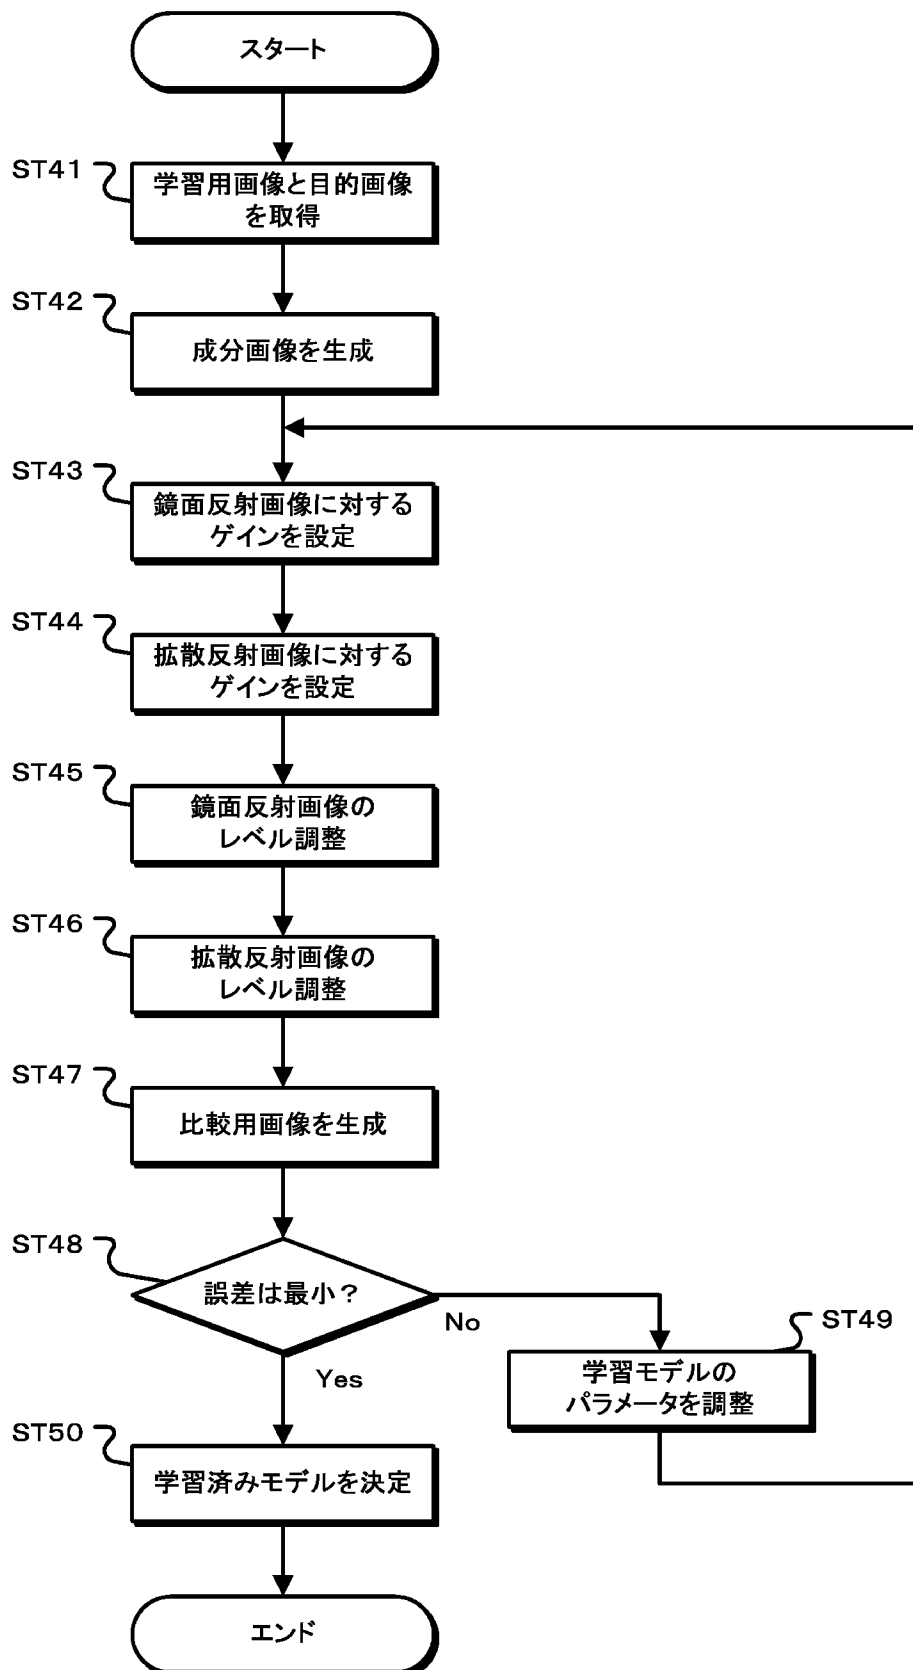 スタート
ST41
学習用画像と目的画像
を取得
ST42
成分画像を生成
ST43
鏡面反射画像に対する
ゲインを設定
ST44
拡散反射画像に対する
ゲインを設定
ST45
鏡面反射画像の
レベル調整
ST46
拡散反射画像の
レベル調整
ST47
比較用画像を生成
ST48
誤差は最小？
No
ST49
学習モデルの
パラメータを調整
Yes
ST50
学習済みモデルを決定
エンド